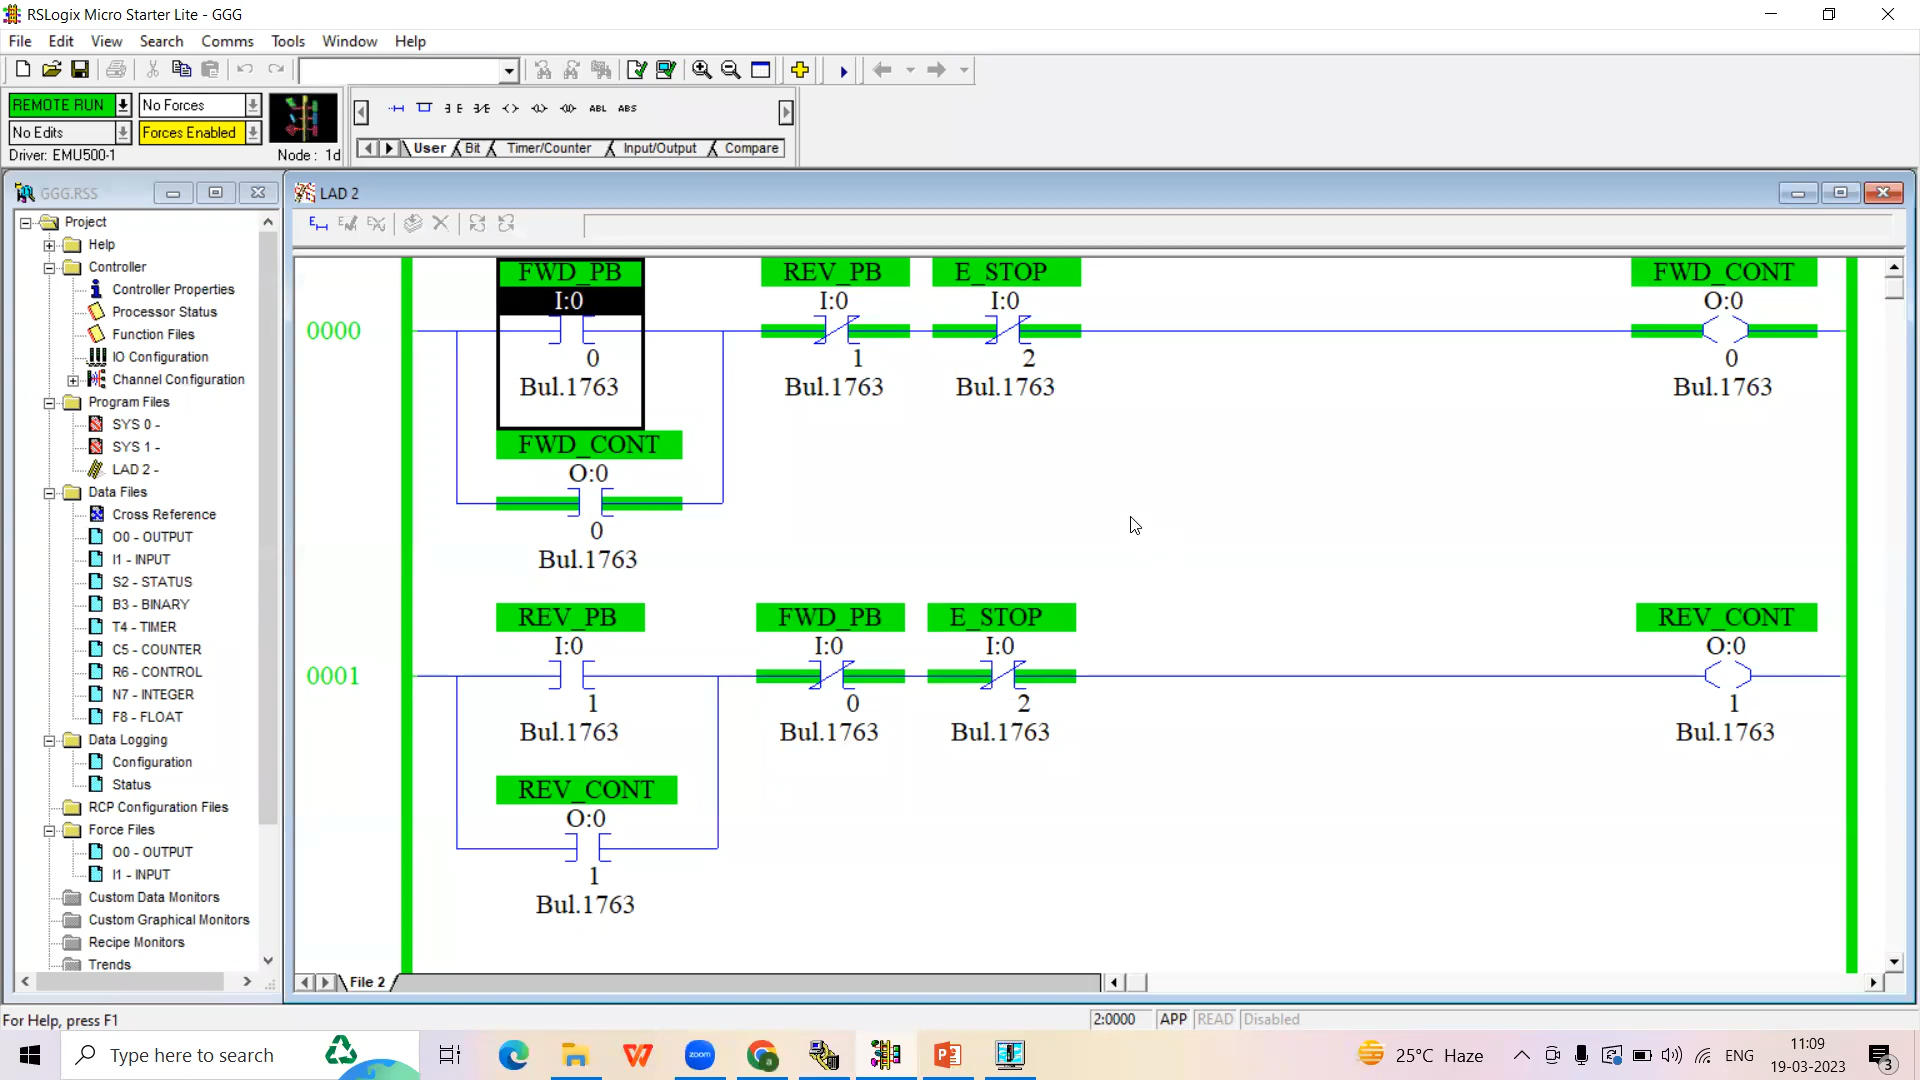 RSLogix Micro Starter Lite - GGG
File Edit View Search Comms Tools Window Help
REMOTE RUN No Forces
No Edits Forces Enabled
Driver: EMU500-1 Node : 1d
ABL ABS
User Bit Timer/Counter Input/Output Compare
GGG.RSS
Project
Help
Controller
Controller Properties
Processor Status
Function Files
IO Configuration
Channel Configuration
Program Files
SYS 0 -
SYS 1 -
LAD 2 -
Data Files
Cross Reference
O0 - OUTPUT
I1 - INPUT
S2 - STATUS
B3 - BINARY
T4 - TIMER
C5 - COUNTER
R6 - CONTROL
N7 - INTEGER
F8 - FLOAT
Data Logging
Configuration
Status
RCP Configuration Files
Force Files
O0 - OUTPUT
I1 - INPUT
Custom Data Monitors
Custom Graphical Monitors
Recipe Monitors
Trends
LAD 2
FWD_PB REV_PB E_STOP FWD_CONT
I:0 I:0 I:0 O:0
0000
0 1 2 0
Bul.1763 Bul.1763 Bul.1763 Bul.1763
FWD_CONT
O:0
0
Bul.1763
REV_PB FWD_PB E_STOP REV_CONT
I:0 I:0 I:0 O:0
0001
1 0 2 1
Bul.1763 Bul.1763 Bul.1763 Bul.1763
REV_CONT
O:0
1
Bul.1763
File 2
For Help, press F1
2:0000 APP READ Disabled
Type here to search
zoom
25°C Haze
ENG
11:09
19-03-2023
3